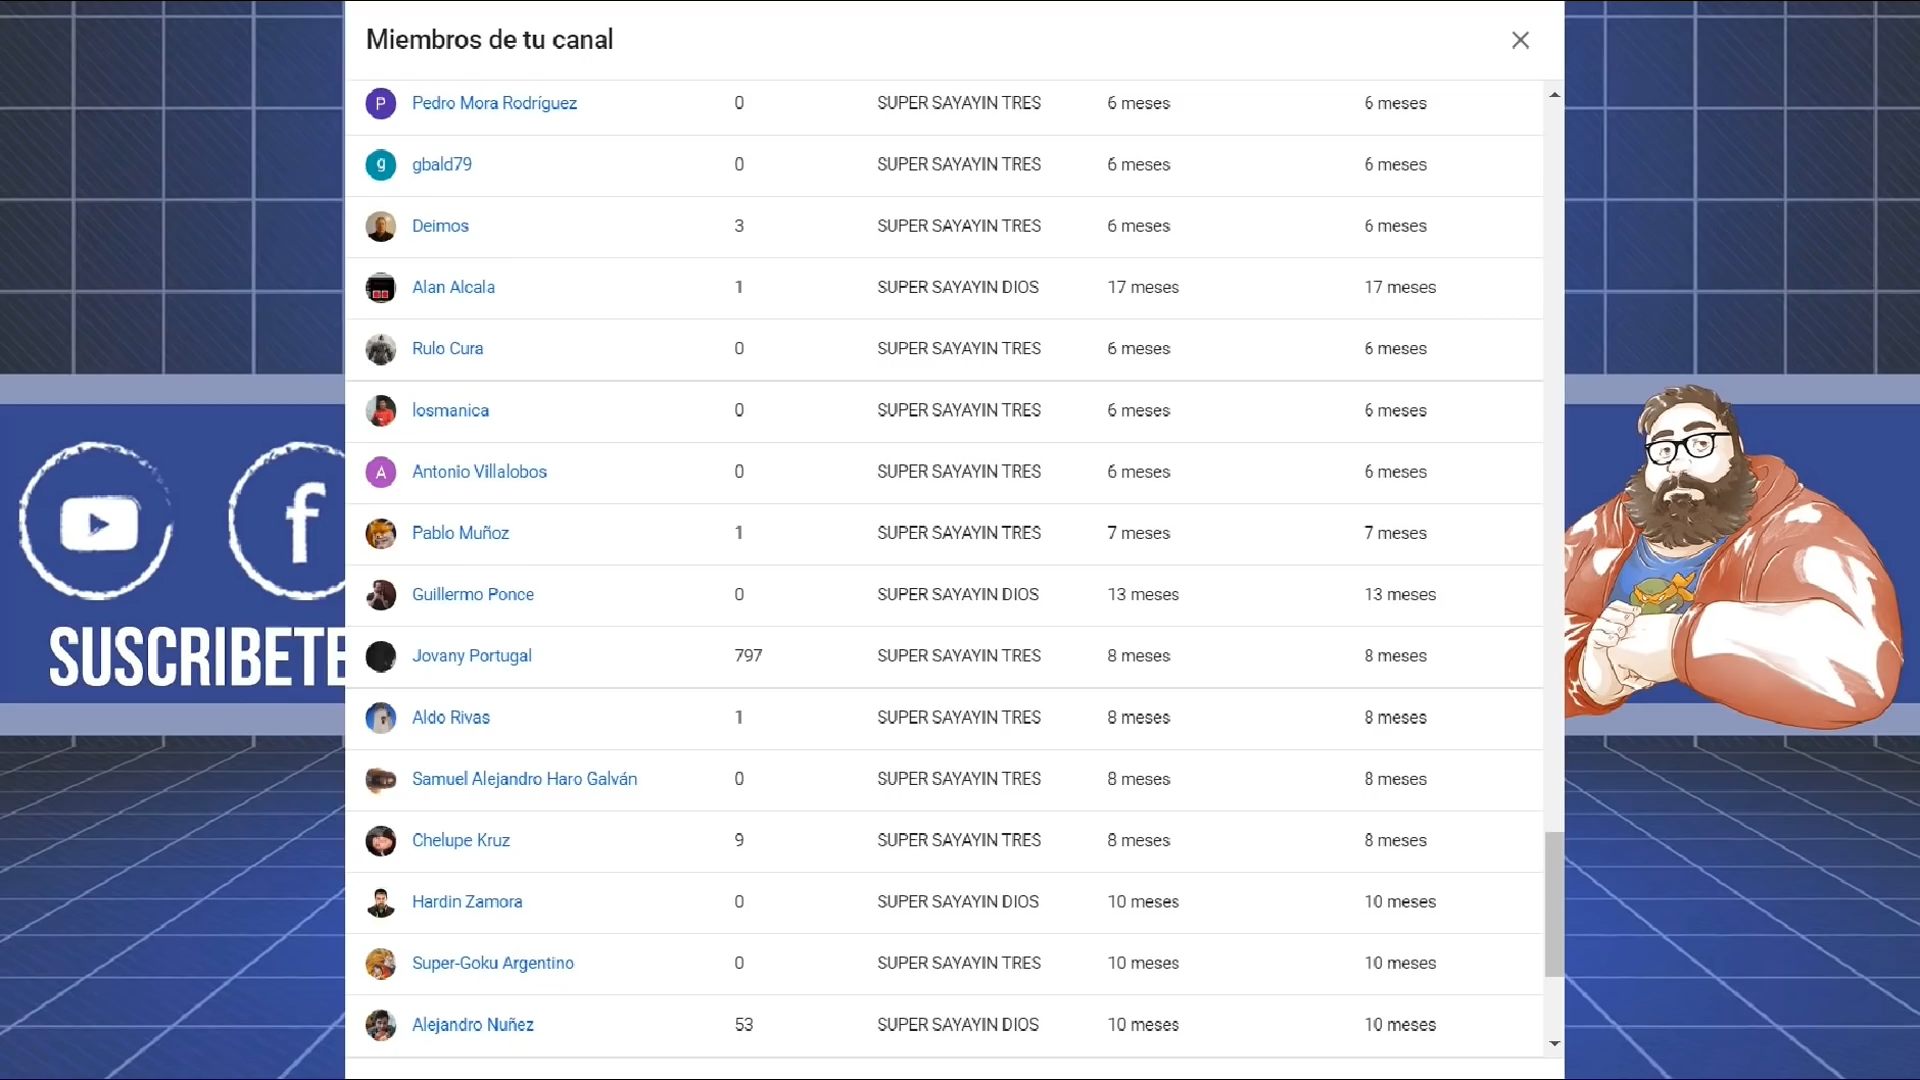 Miembros de tu canal
P Pedro Mora Rodríguez 0 SUPER SAYAYIN TRES 6 meses 6 meses
g gbald79 0 SUPER SAYAYIN TRES 6 meses 6 meses
Deimos 3 SUPER SAYAYIN TRES 6 meses 6 meses
Alan Alcala 1 SUPER SAYAYIN DIOS 17 meses 17 meses
Rulo Cura 0 SUPER SAYAYIN TRES 6 meses 6 meses
losmanica 0 SUPER SAYAYIN TRES 6 meses 6 meses
A Antonio Villalobos 0 SUPER SAYAYIN TRES 6 meses 6 meses
Pablo Muñoz 1 SUPER SAYAYIN TRES 7 meses 7 meses
Guillermo Ponce 0 SUPER SAYAYIN DIOS 13 meses 13 meses
Jovany Portugal 797 SUPER SAYAYIN TRES 8 meses 8 meses
Aldo Rivas 1 SUPER SAYAYIN TRES 8 meses 8 meses
Samuel Alejandro Haro Galván 0 SUPER SAYAYIN TRES 8 meses 8 meses
Chelupe Kruz 9 SUPER SAYAYIN TRES 8 meses 8 meses
Hardin Zamora 0 SUPER SAYAYIN DIOS 10 meses 10 meses
Super-Goku Argentino 0 SUPER SAYAYIN TRES 10 meses 10 meses
Alejandro Nuñez 53 SUPER SAYAYIN DIOS 10 meses 10 meses
f
SUSCRIBETE